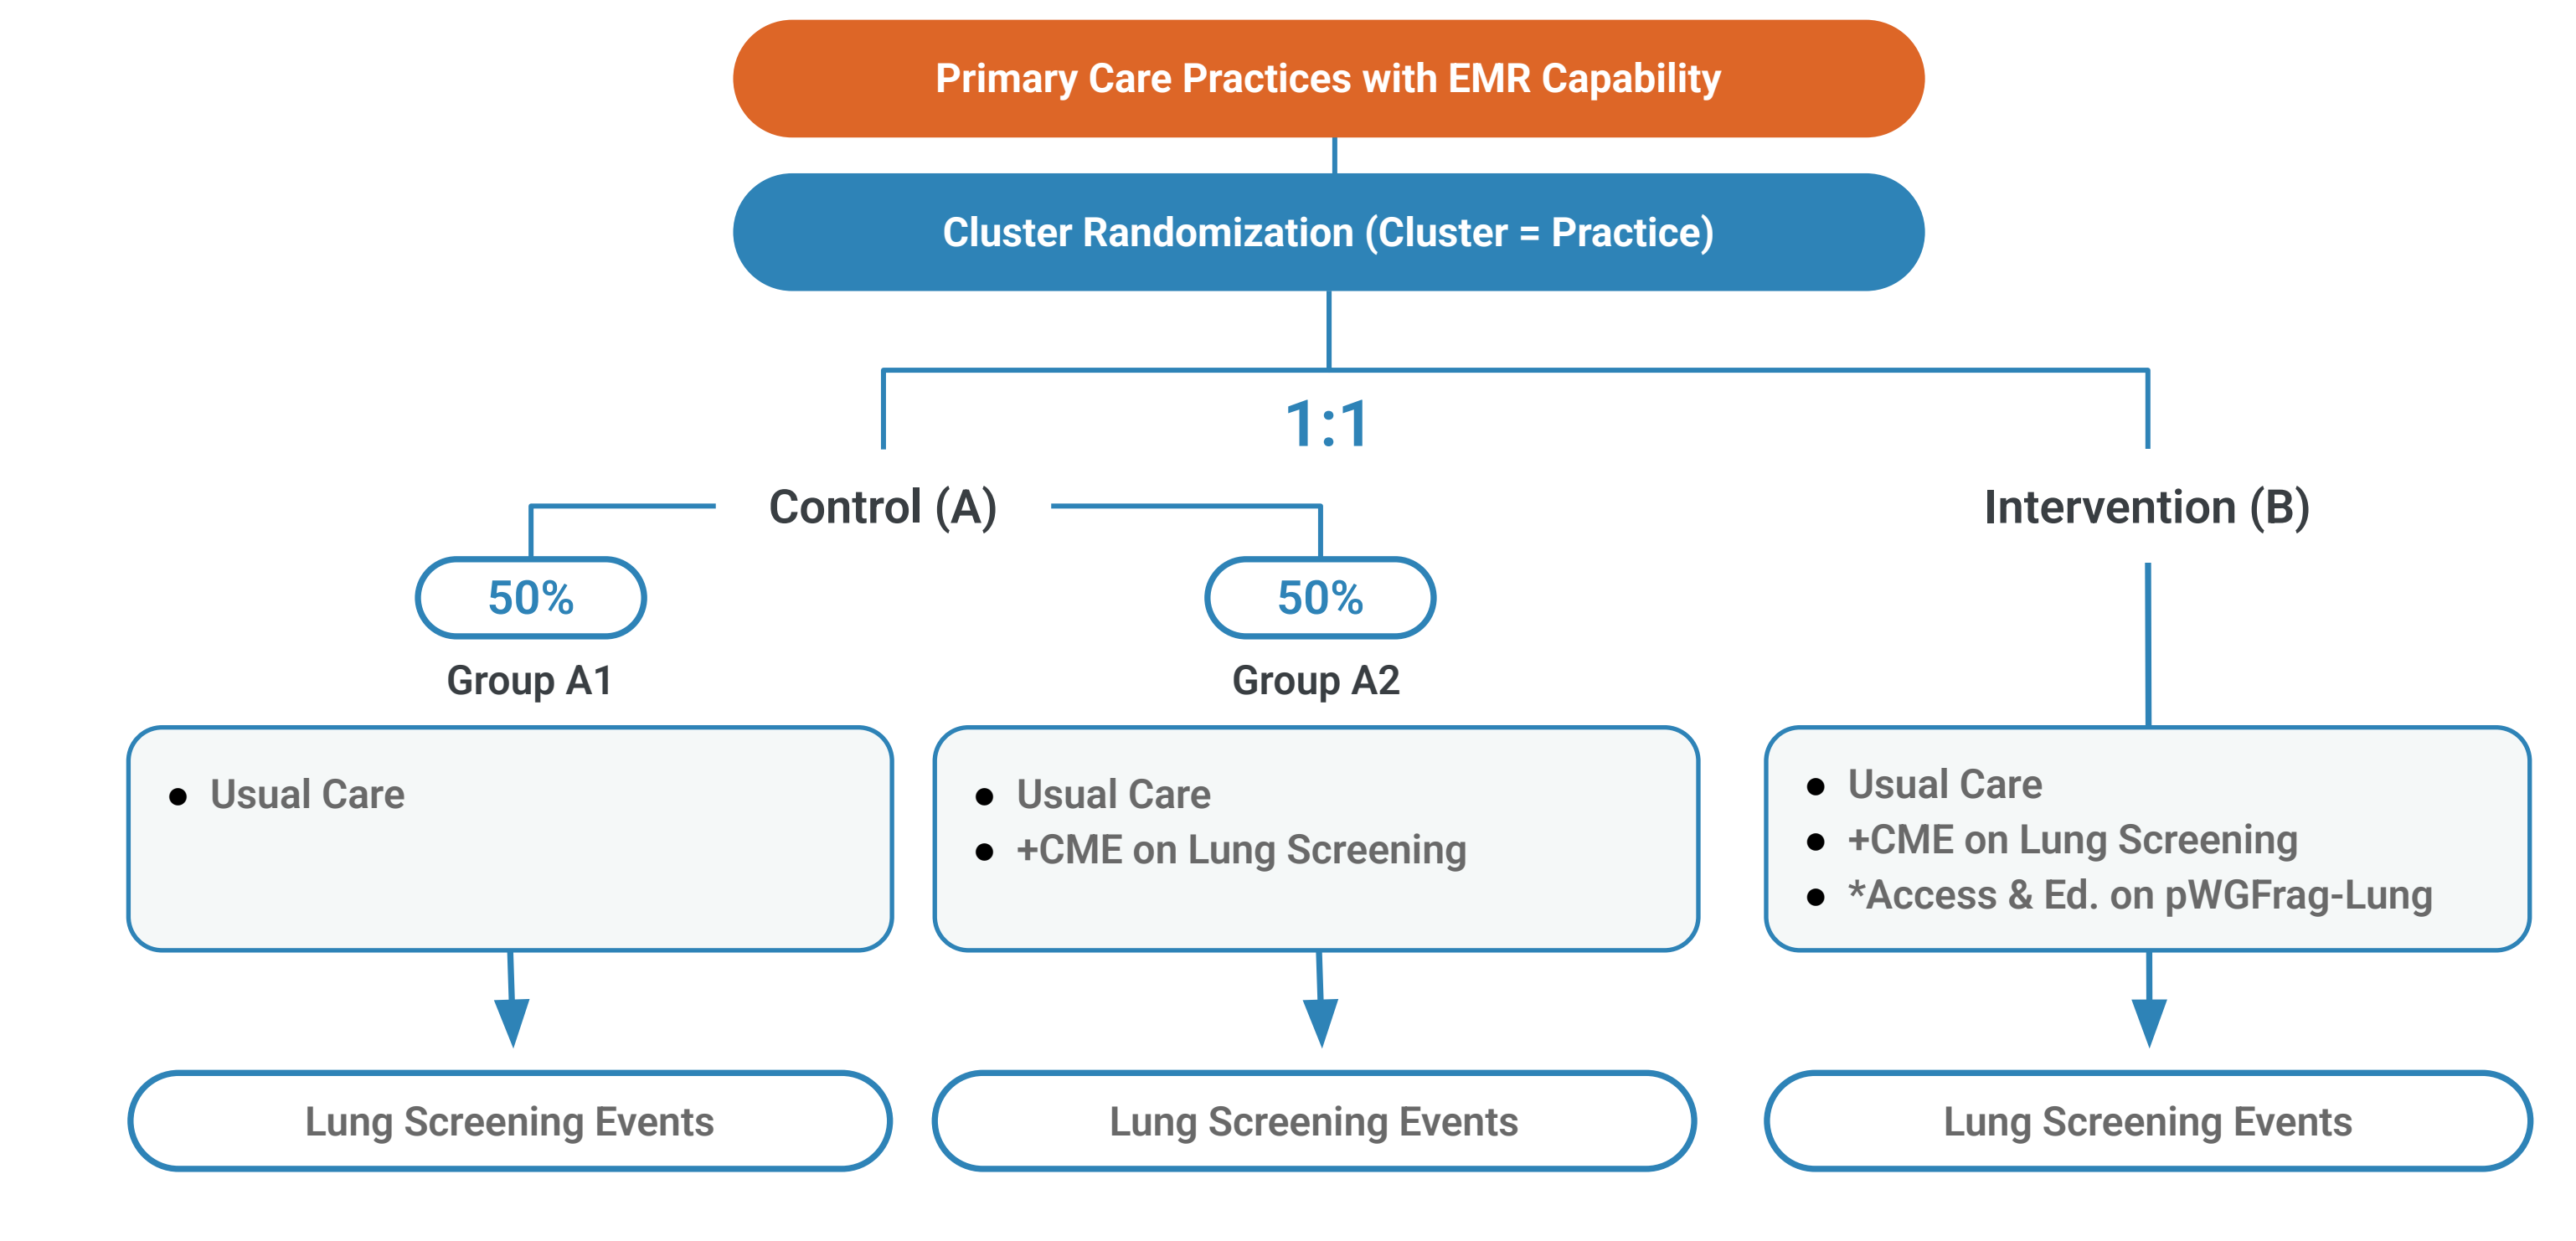 Primary Care Practices with EMR Capability
Cluster Randomization (Cluster = Practice)
1:1
Control (A)
Intervention (B)
50%
50%
Group A1
Group A2
● Usual Care
● Usual Care
● +CME on Lung Screening
● Usual Care
● +CME on Lung Screening
● *Access & Ed. on pWGFrag-Lung
Lung Screening Events
Lung Screening Events
Lung Screening Events